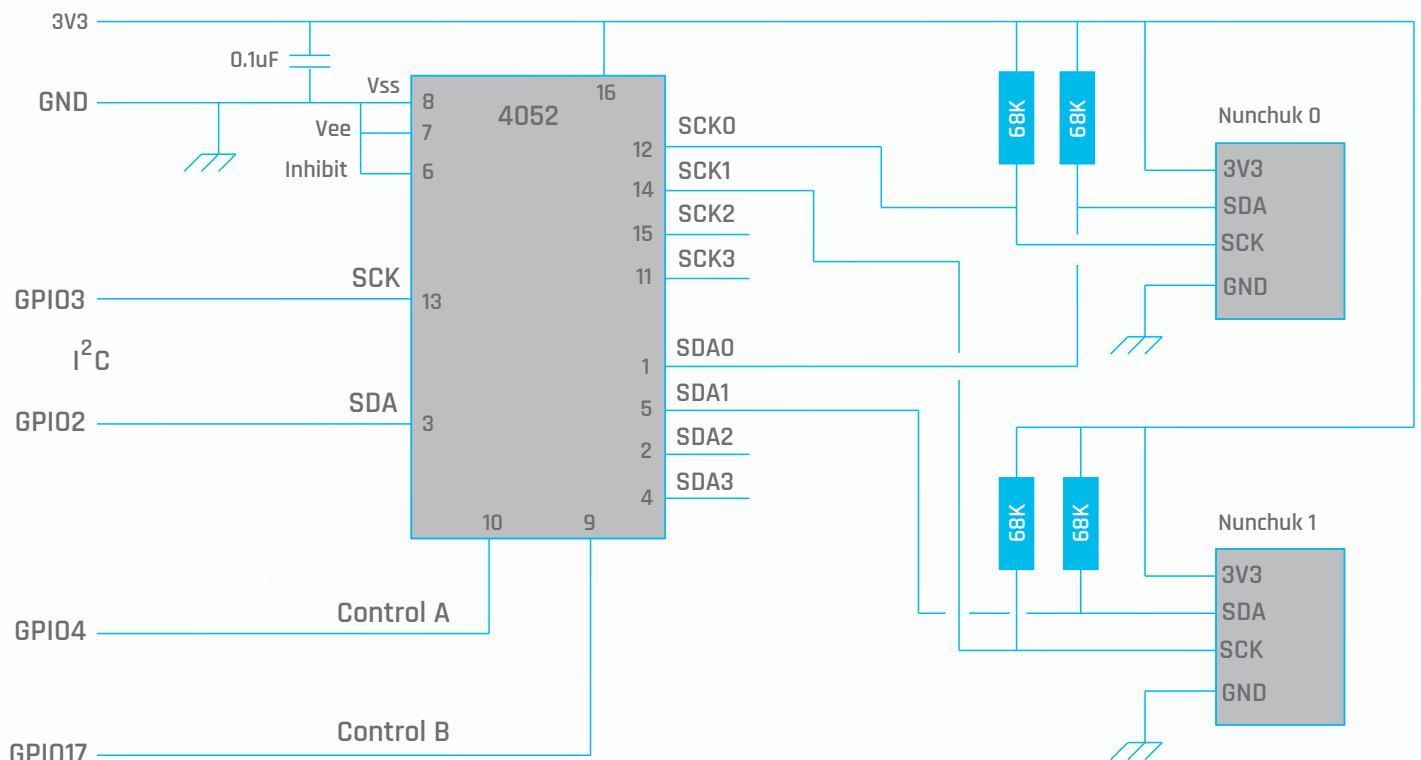 3V3
0.1uF
GND
Vss
8
4052
16
Vee
7
Inhibit
6
12
SCK0
14
SCK1
15
SCK2
11
SCK3
GPIO3
SCK
13
I²C
GPIO2
SDA
3
1
SDA0
5
SDA1
2
SDA2
4
SDA3
10
9
GPIO4
Control A
GPIO17
Control B
68K
68K
Nunchuk 0
3V3
SDA
SCK
GND
68K
68K
Nunchuk 1
3V3
SDA
SCK
GND